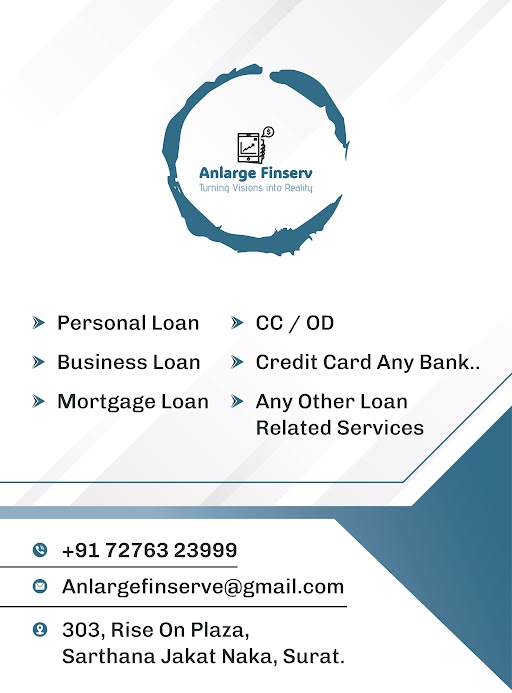 $
Anlarge Finserv
Turning Visions into Reality
Personal Loan
Business Loan
Mortgage Loan
CC / OD
Credit Card Any Bank..
Any Other Loan
Related Services
+91 72763 23999
Anlargefinserve@gmail.com
303, Rise On Plaza,
Sarthana Jakat Naka, Surat.